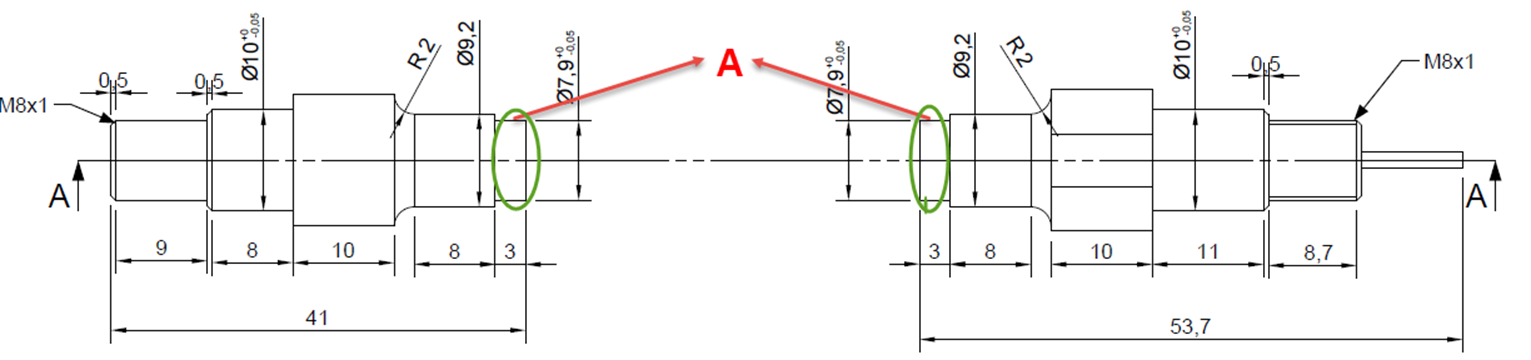 0,5
M8x1
0,5
Ø10 +0 -0,05
R2
Ø9,2
Ø7,9 +0 -0,05
A
Ø7,9 +0 -0,05
Ø9,2
R2
Ø10 +0 -0,05
0,5
M8x1
A
A
9
8
10
8
3
3
8
10
11
8,7
41
53,7